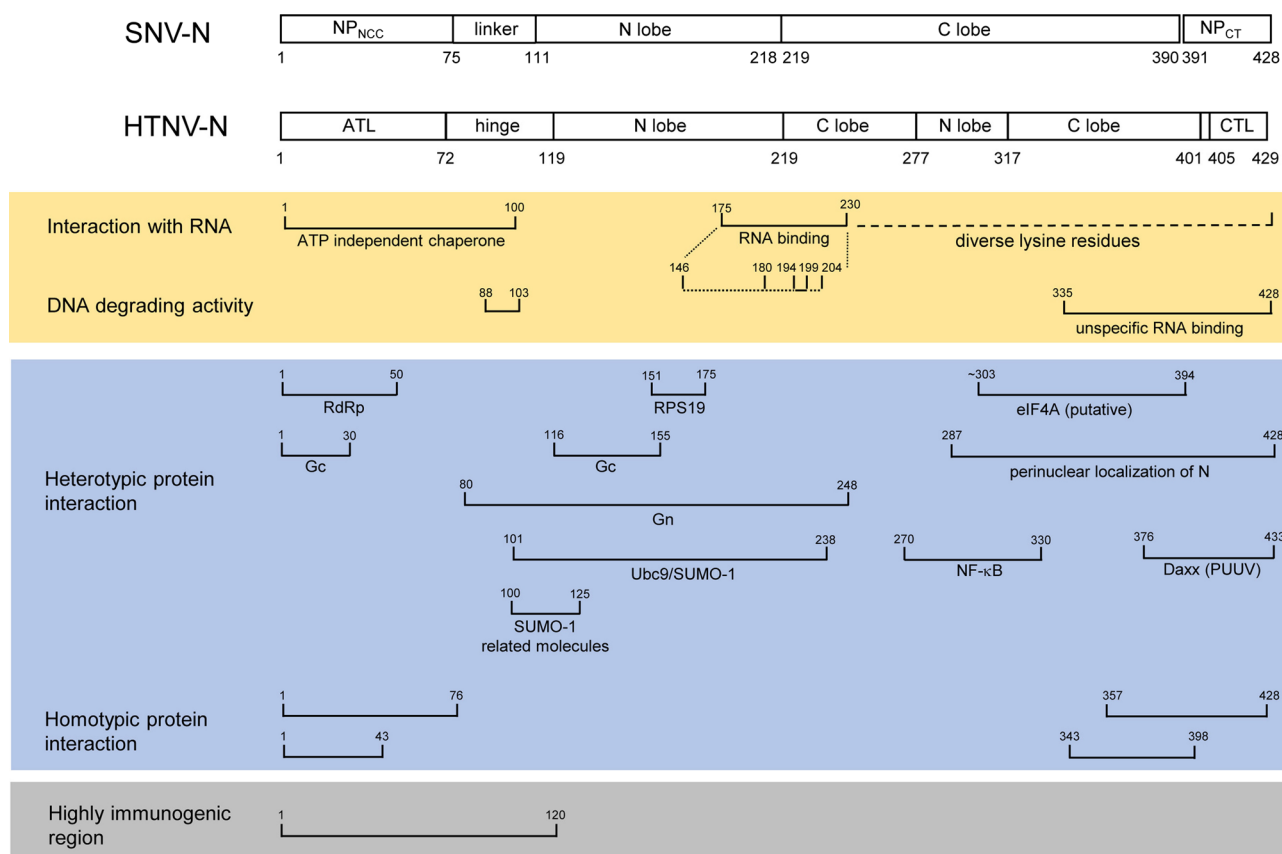 SNV-N
NP_NCC linker N lobe C lobe NP_CT
1 75 111 218 219 390 391 428
HTNV-N
ATL hinge N lobe C lobe N lobe C lobe CTL
1 72 119 219 277 317 401 405 429
Interaction with RNA
1 100 175 230
ATP independent chaperone RNA binding diverse lysine residues
146 180 194 199 204
DNA degrading activity
88 103 335 428
unspecific RNA binding
Heterotypic protein
interaction
1 50 151 175 ~303 394
RdRp RPS19 eIF4A (putative)
1 30 116 155 287 428
Gc Gc perinuclear localization of N
80 248
Gn
101 238 270 330 376 433
Ubc9/SUMO-1 NF-κB Daxx (PUUV)
100 125
SUMO-1
related molecules
Homotypic protein
interaction
1 76 357 428
1 43 343 398
Highly immunogenic
region
1 120